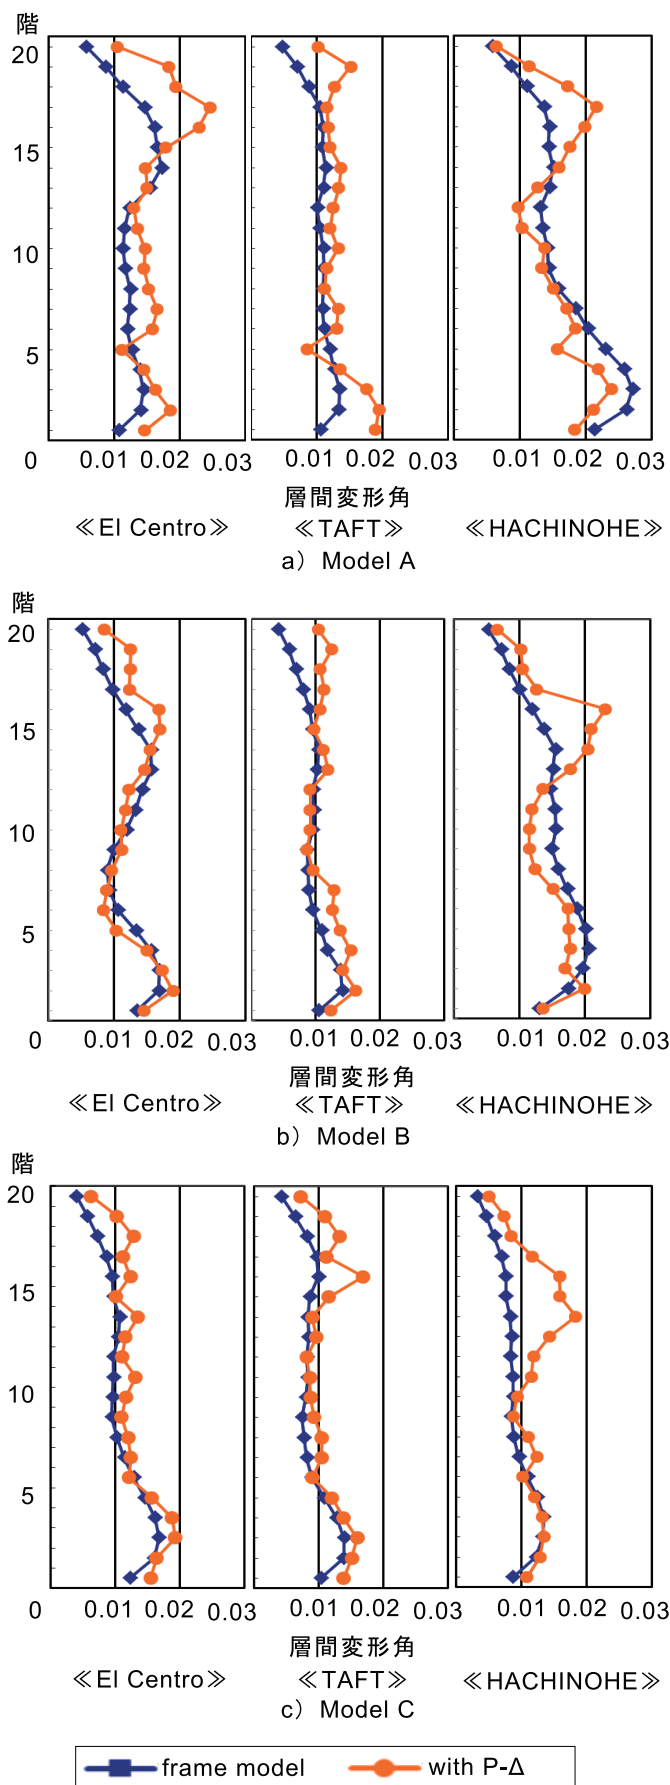 階
20
15
10
5
0 0.01 0.02 0.03 0.01 0.02 0.03 0.01 0.02 0.03
層間変形角
≪El Centro≫ ≪TAFT≫ ≪HACHINOHE≫
a) Model A
階
20
15
10
5
0 0.01 0.02 0.03 0.01 0.02 0.03 0.01 0.02 0.03
層間変形角
≪El Centro≫ ≪TAFT≫ ≪HACHINOHE≫
b) Model B
階
20
15
10
5
0 0.01 0.02 0.03 0.01 0.02 0.03 0.01 0.02 0.03
層間変形角
≪El Centro≫ ≪TAFT≫ ≪HACHINOHE≫
c) Model C
frame model with P-Δ